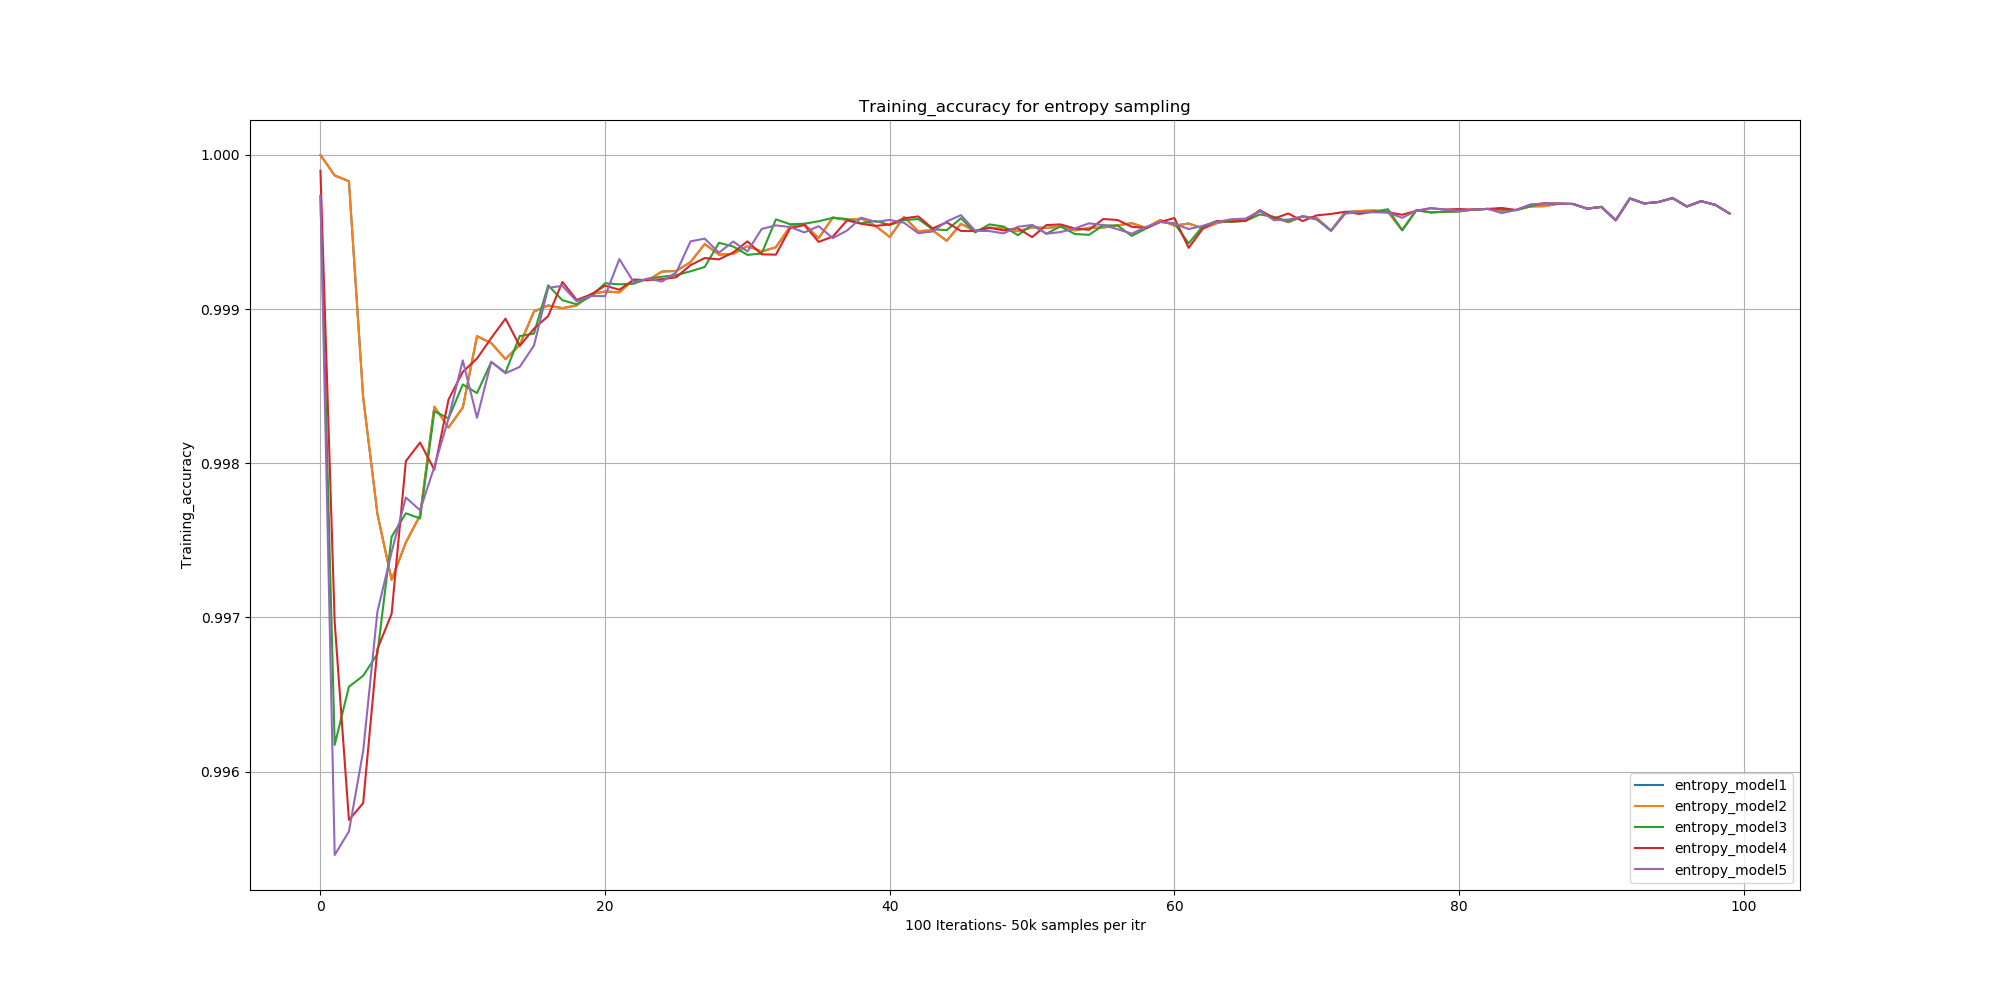 Training_accuracy for entropy sampling
Training_accuracy
1.000
0.999
0.998
0.997
0.996
0
20
40
60
80
100
100 Iterations- 50k samples per itr
entropy_model1
entropy_model2
entropy_model3
entropy_model4
entropy_model5